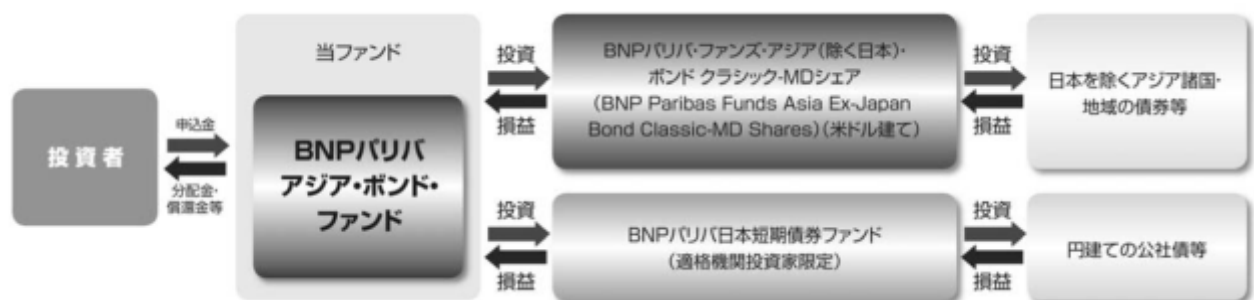 投資者
申込金
分配金・
償還金等
当ファンド
BNPパリバ
アジア・ボンド・
ファンド
投資
損益
BNPパリバ・ファンズ・アジア(除く日本)・
ボンド クラシック-MDシェア
(BNP Paribas Funds Asia Ex-Japan
Bond Classic-MD Shares)(米ドル建て)
投資
損益
日本を除くアジア諸国・
地域の債券等
投資
損益
BNPパリバ日本短期債券ファンド
(適格機関投資家限定)
投資
損益
円建ての公社債等